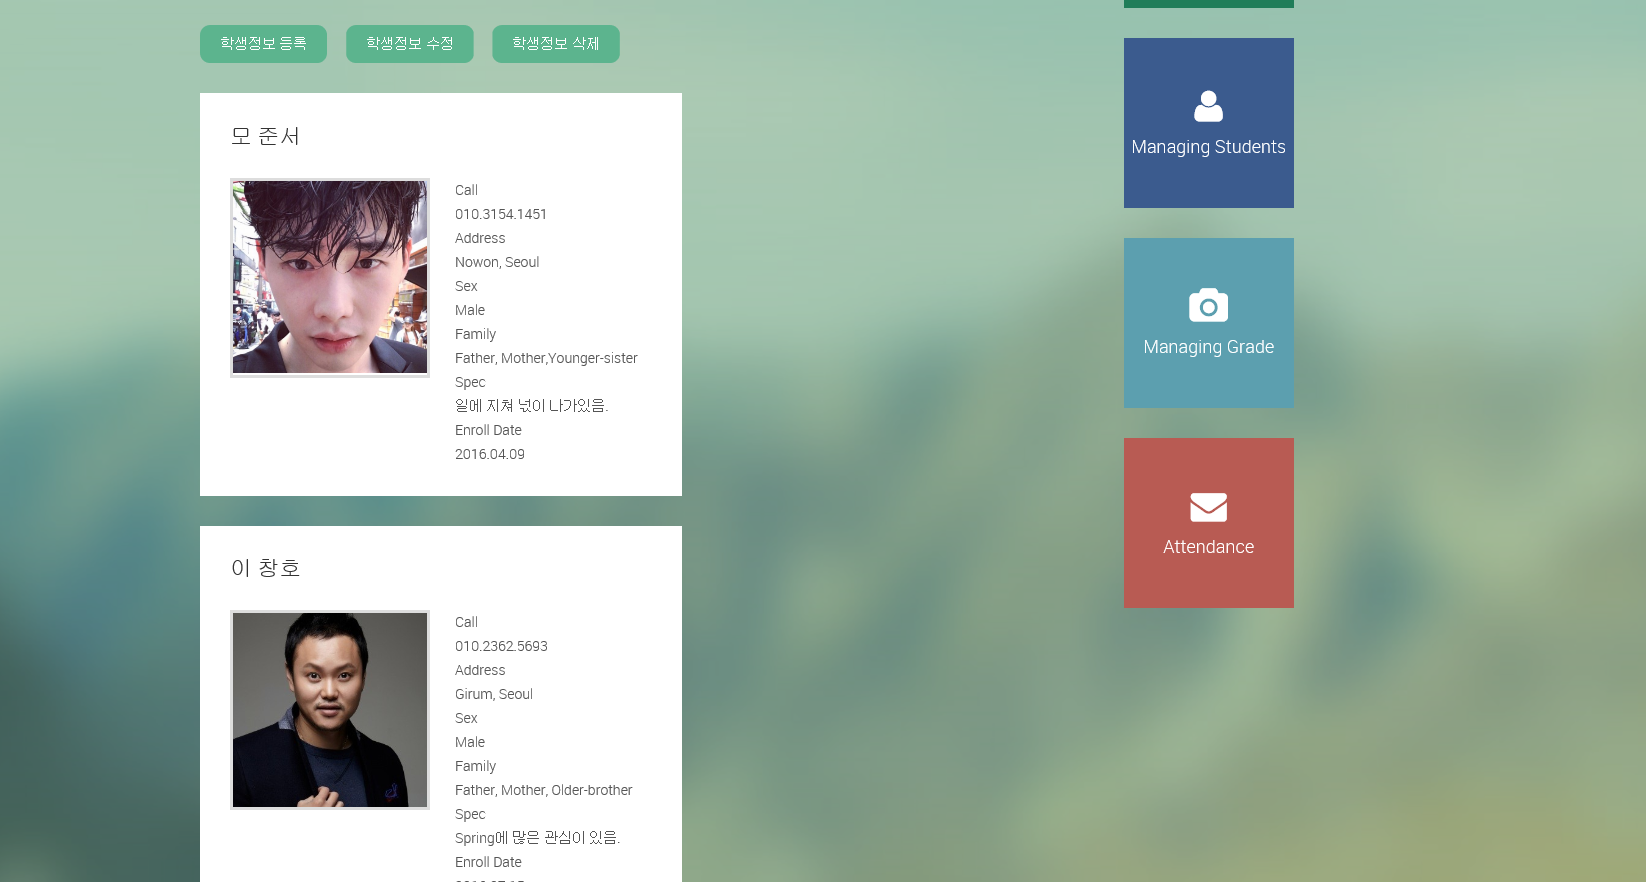 학생정보 등록
학생정보 수정
학생정보 삭제
모 준서
Call
010.3154.1451
Address
Nowon, Seoul
Sex
Male
Family
Father, Mother,Younger-sister
Spec
일에 지쳐 넋이 나가있음.
Enroll Date
2016.04.09
이 창호
Call
010.2362.5693
Address
Girum, Seoul
Sex
Male
Family
Father, Mother, Older-brother
Spec
Spring에 많은 관심이 있음.
Enroll Date
Managing Students
Managing Grade
Attendance